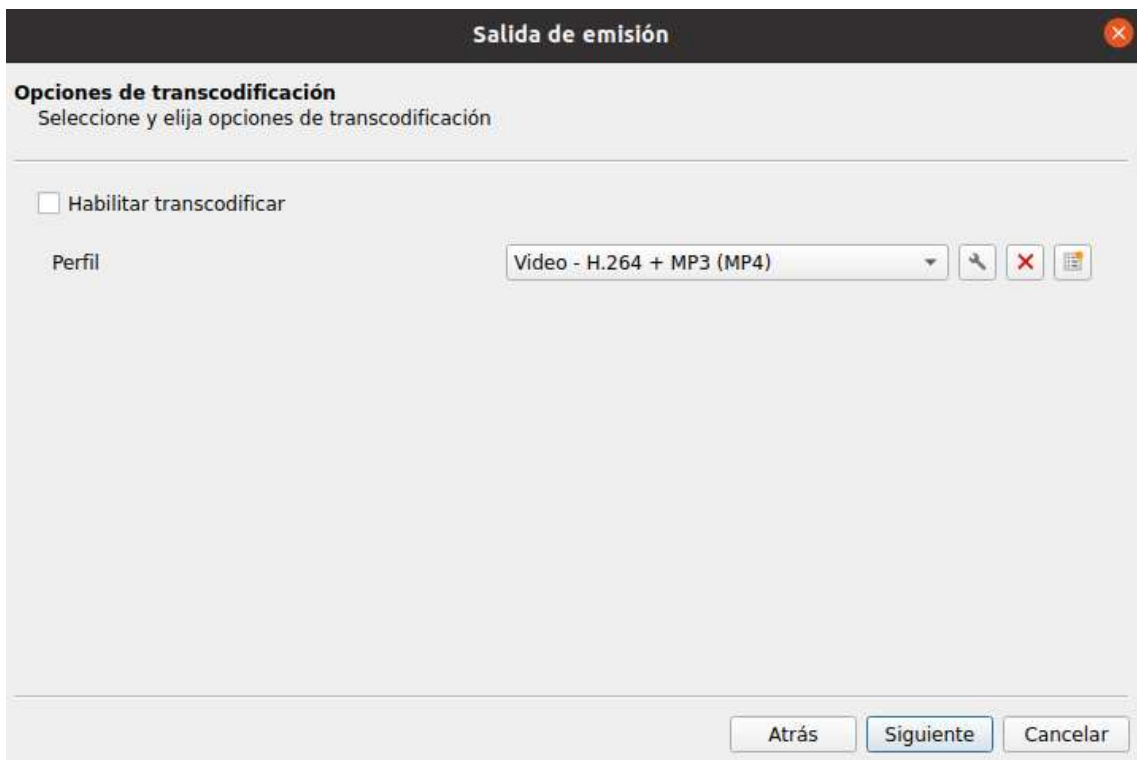 Salida de emisión
Opciones de transcodificación
Seleccione y elija opciones de transcodificación
Habilitar transcodificar
Perfil
Video - H.264 + MP3 (MP4)
Atrás
Siguiente
Cancelar